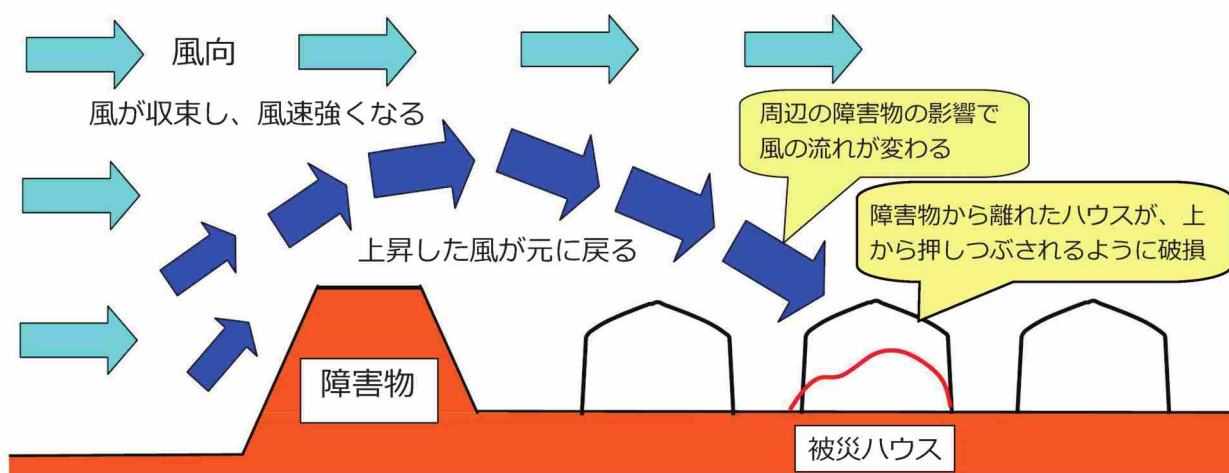 風向
風が収束し、風速強くなる
周辺の障害物の影響で
風の流れが変わる
障害物から離れたハウスが、上
から押しつぶされるように破損
上昇した風が元に戻る
障害物
被災ハウス